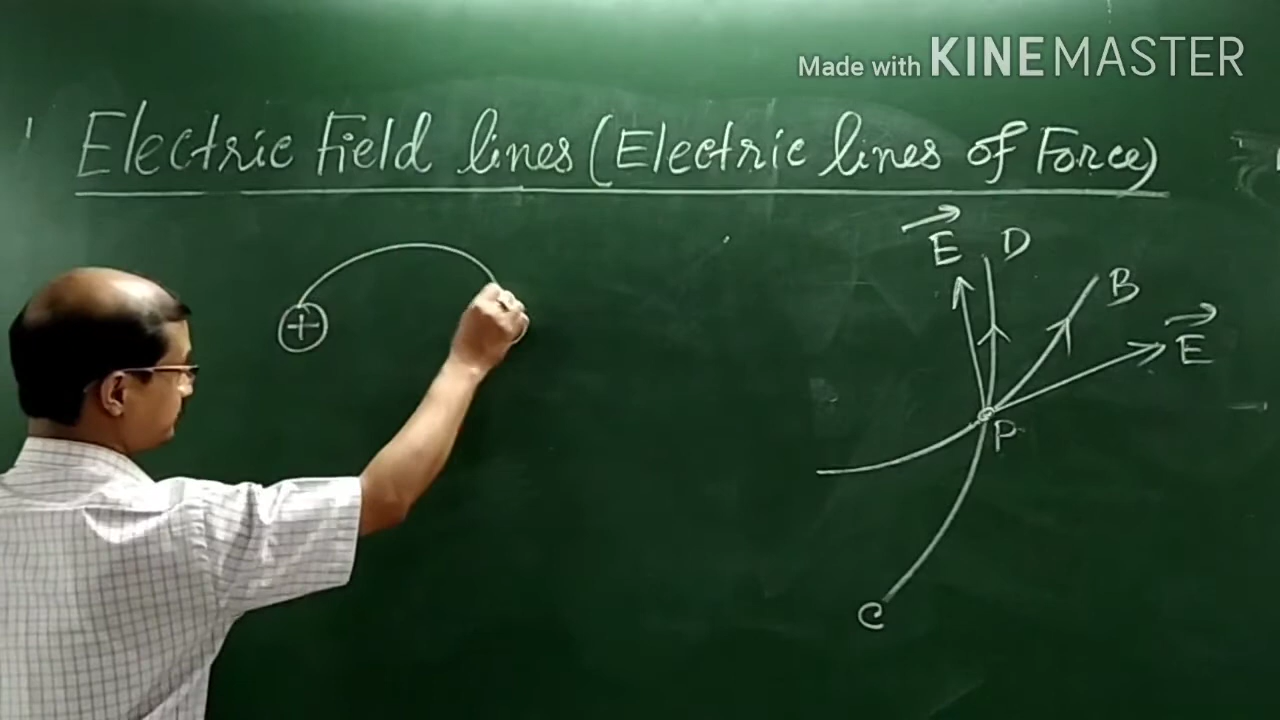 Made with KINEMASTER
Electric Field lines (Electric lines of Force)
E D
B
E
+
P
C